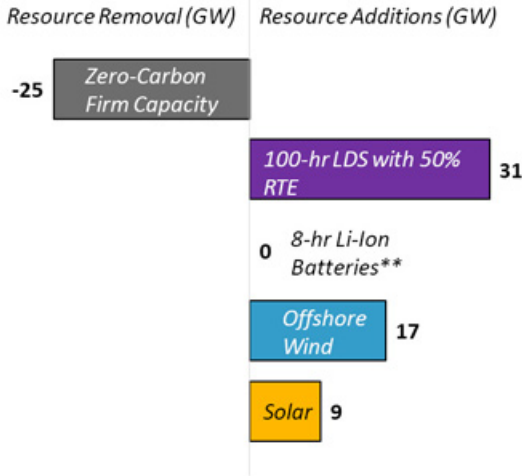 Resource Removal (GW)
Resource Additions (GW)
-25
Zero-Carbon
Firm Capacity
100-hr LDS with 50%
RTE
31
0
8-hr Li-Ion
Batteries**
Offshore
Wind
17
Solar
9